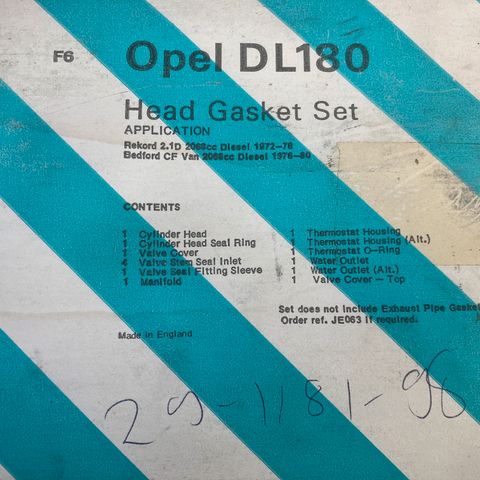 F6 Opel DL180
Head Gasket Set
APPLICATION
Rekord 2.1D 2068cc Diesel 1972-76
Bedford CF Van 2068cc Diesel 1976-80
CONTENTS
1 Cylinder Head
1 Cylinder Head Seal Ring
1 Valve Cover
4 Valve Stem Seal Inlet
1 Valve Seal Fitting Sleeve
1 Manifold
1 Thermostat Housing
1 Thermostat Housing (Alt.)
1 Thermostat O-Ring
1 Water Outlet
1 Water Outlet (Alt.)
1 Valve Cover — Top
Set does not include Exhaust Pipe Gasket
Order ref. JE063 if required.
Made in England
29-1181-96